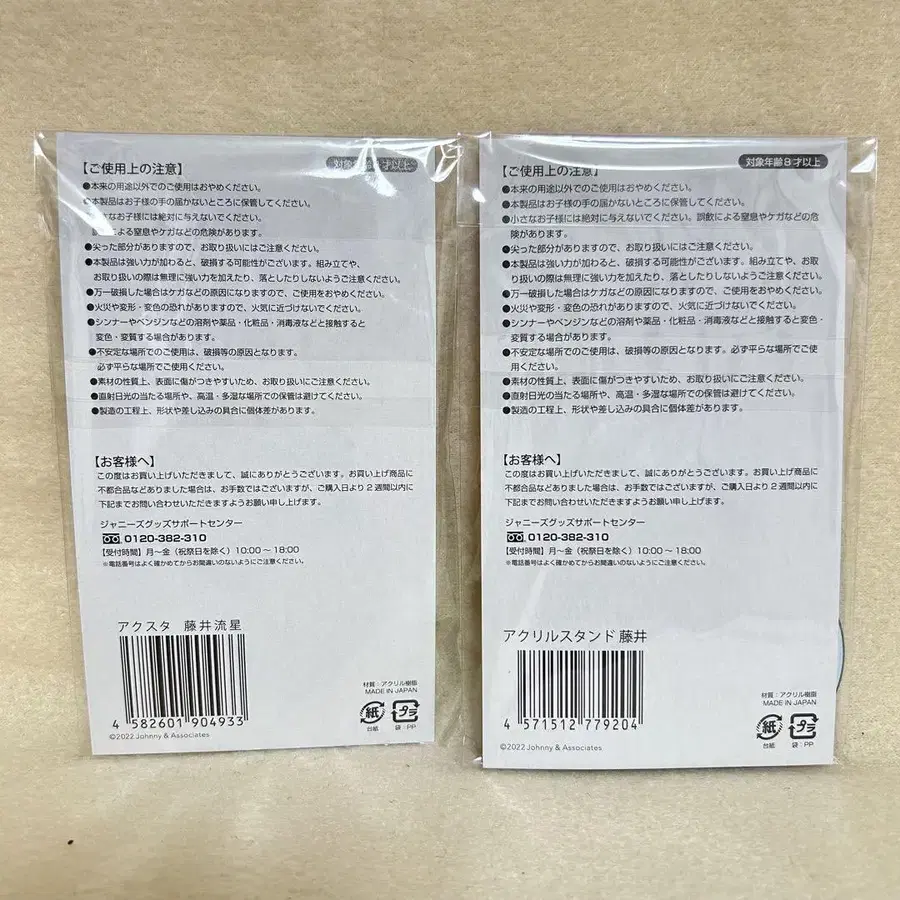 【ご使用上の注意】
対象年齢 才以上
●本来の用途以外でのご使用はおやめください。
●本製品はお子様の手の届かないところに保管してください。
●小さなお子様には絶対に与えないでください。
による窒息やケガなどの危険があります。
●尖った部分がありますので、お取り扱いにはご注意ください。
●本製品は強い力が加わると、破損する可能性がございます。組み立てや、
お取り扱いの際は無理に強い力を加えたり、落としたりしないようご注意ください。
●万一破損した場合はケガなどの原因になりますので、ご使用をおやめください。
●火災や変形・変色の恐れがありますので、火気に近づけないでください。
●シンナーやベンジンなどの溶剤や薬品・化粧品・消毒液などと接触すると
変色・変質する場合があります。
●不安定な場所でのご使用は、破損等の原因となります。
必ず平らな場所でご使用ください。
●素材の性質上、表面に傷がつきやすいため、お取り扱いにご注意ください。
●直射日光の当たる場所や、高温・多湿な場所での保管は避けてください。
●製造の工程上、形状や差し込みの具合に個体差があります。
【お客様へ】
この度はお買い上げいただきまして、誠にありがとうございます。お買い上げ商品に
不都合品などありました場合は、お手数ではございますが、ご購入日より2週間以内に
下記までお問い合わせいただきますようお願い申し上げます。
ジャニーズグッズサポートセンター
0120-382-310
【受付時間】月～金（祝祭日を除く）10:00～18:00
※電話番号はよく確かめてからお間違いのないようにご注意ください。
アクスタ 藤井流星
4 582601 904933
©2022 Johnny & Associates
材質：アクリル樹脂
MADE IN JAPAN
紙 プラ
台紙 袋：PP
【ご使用上の注意】
対象年齢8才以上
●本来の用途以外でのご使用はおやめください。
●本製品はお子様の手の届かないところに保管してください。
●小さなお子様には絶対に与えないでください。誤飲による窒息やケガなどの危
険があります。
●尖った部分がありますので、お取り扱いにはご注意ください。
●本製品は強い力が加わると、破損する可能性がございます。組み立てや、お
取り扱いの際は無理に強い力を加えたり、落としたりしないようご注意ください。
●万一破損した場合はケガなどの原因になりますので、ご使用をおやめください。
●火災や変形・変色の恐れがありますので、火気に近づけないでください。
●シンナーやベンジンなどの溶剤や薬品・化粧品・消毒液などと接触すると変色・
変質する場合があります。
●不安定な場所でのご使用は、破損等の原因となります。必ず平らな場所でご使
用ください。
●素材の性質上、表面に傷がつきやすいため、お取り扱いにご注意ください。
●直射日光の当たる場所や、高温・多湿な場所での保管は避けてください。
●製造の工程上、形状や差し込みの具合に個体差があります。
【お客様へ】
この度はお買い上げいただきまして、誠にありがとうございます。お買い上げ商品に
不都合品などありました場合は、お手数ではございますが、ご購入日より2週間以内に
下記までお問い合わせいただきますようお願い申し上げます。
ジャニーズグッズサポートセンター
0120-382-310
【受付時間】月～金（祝祭日を除く）10:00～18:00
※電話番号はよく確かめてからお間違いのないようにご注意ください。
アクリルスタンド 藤井
4 571512 779204
©2022 Johnny & Associates
材質：アクリル樹脂
MADE IN JAPAN
紙 プラ
台紙 袋：PP